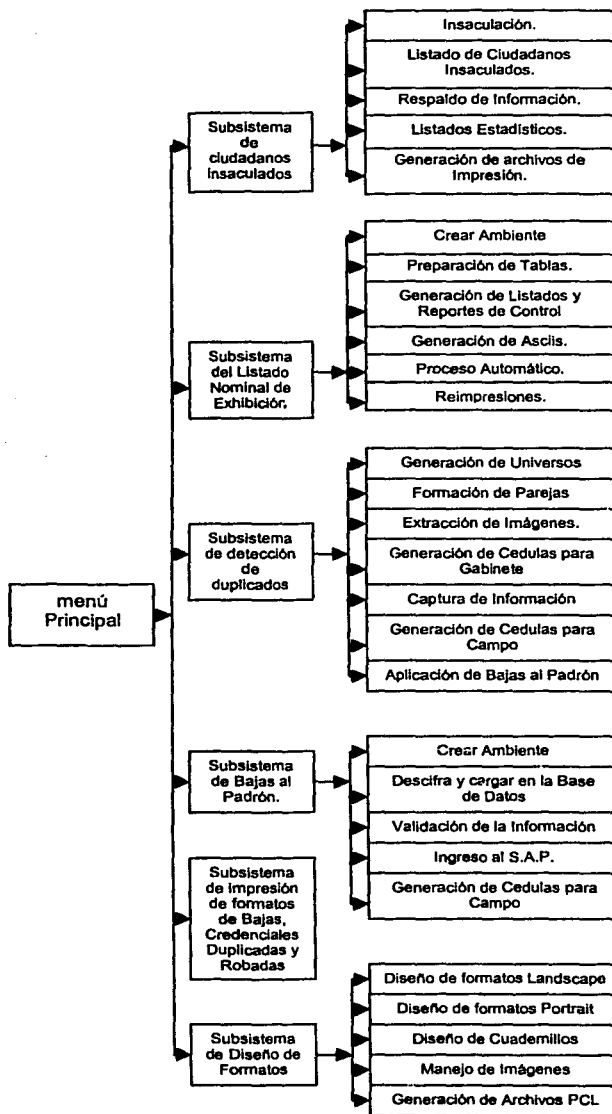 menú
Principal
Subsistema
de
ciudadanos
Insaculados
Insaculación.
Listado de Ciudadanos
Insaculados.
Respaldo de Información.
Listados Estadísticos.
Generación de archivos de
Impresión.
Subsistema
del Listado
Nominal de
Exhibición.
Crear Ambiente
Preparación de Tablas.
Generación de Listados y
Reportes de Control
Generación de Asciis.
Proceso Automático.
Reimpresiones.
Subsistema
de detección
de
duplicados
Generación de Universos
Formación de Parejas
Extracción de Imágenes.
Generación de Cedulas para
Gabinete
Captura de Información
Generación de Cedulas para
Campo
Aplicación de Bajas al Padrón
Subsistema
de Bajas al
Padrón.
Crear Ambiente
Descifra y cargar en la Base
de Datos
Validación de la Información
Ingreso al S.A.P.
Generación de Cedulas para
Campo
Subsistema
de Impresión
de formatos
de Bajas,
Credenciales
Duplicadas y
Robadas
Subsistema
de Diseño de
Formatos
Diseño de formatos Landscape
Diseño de formatos Portrait
Diseño de Cuadernillos
Manejo de Imágenes
Generación de Archivos PCL